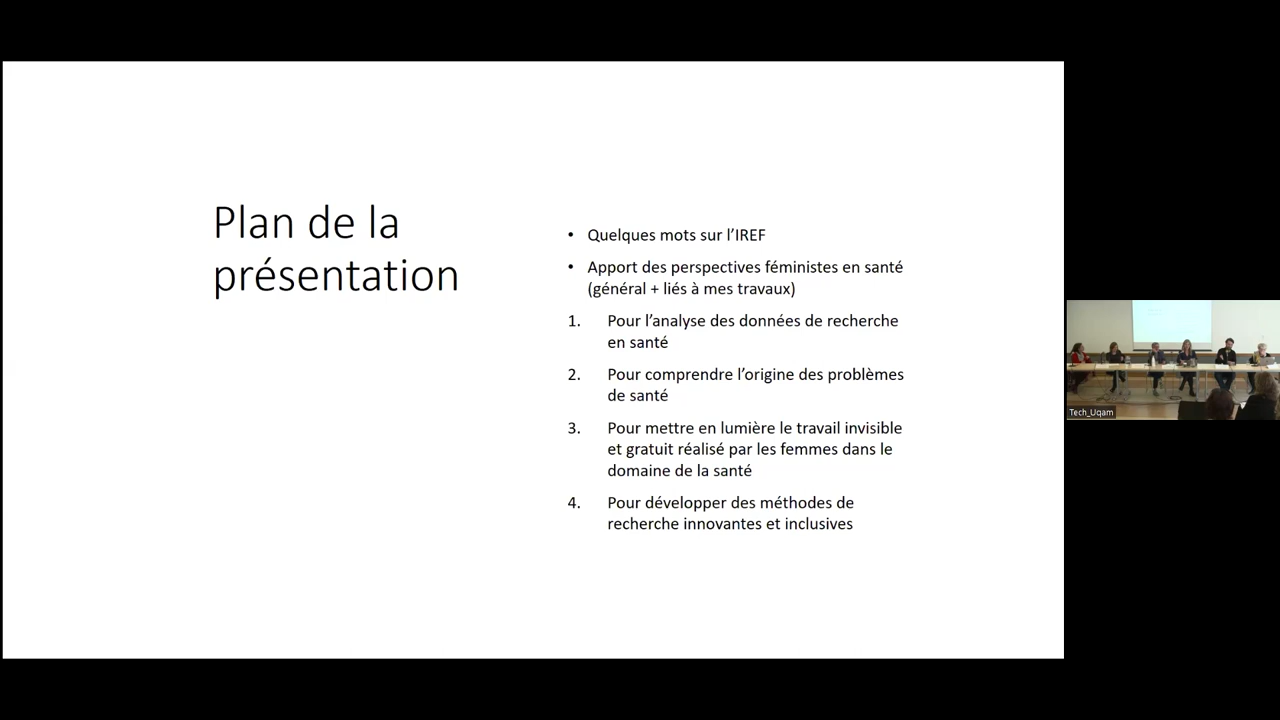 Plan de la
présentation
• Quelques mots sur l’IREF
• Apport des perspectives féministes en santé
(général + liés à mes travaux)
1. Pour l’analyse des données de recherche
en santé
2. Pour comprendre l’origine des problèmes
de santé
3. Pour mettre en lumière le travail invisible
et gratuit réalisé par les femmes dans le
domaine de la santé
4. Pour développer des méthodes de
recherche innovantes et inclusives
Tech_Uqam